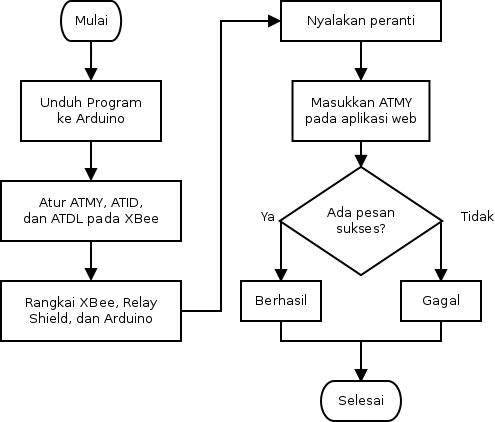 Mulai
Unduh Program
ke Arduino
Atur ATMY, ATID,
dan ATDL pada XBee
Rangkai XBee, Relay
Shield, dan Arduino
Nyalakan peranti
Masukkan ATMY
pada aplikasi web
Ada pesan
sukses?
Ya
Tidak
Berhasil
Gagal
Selesai